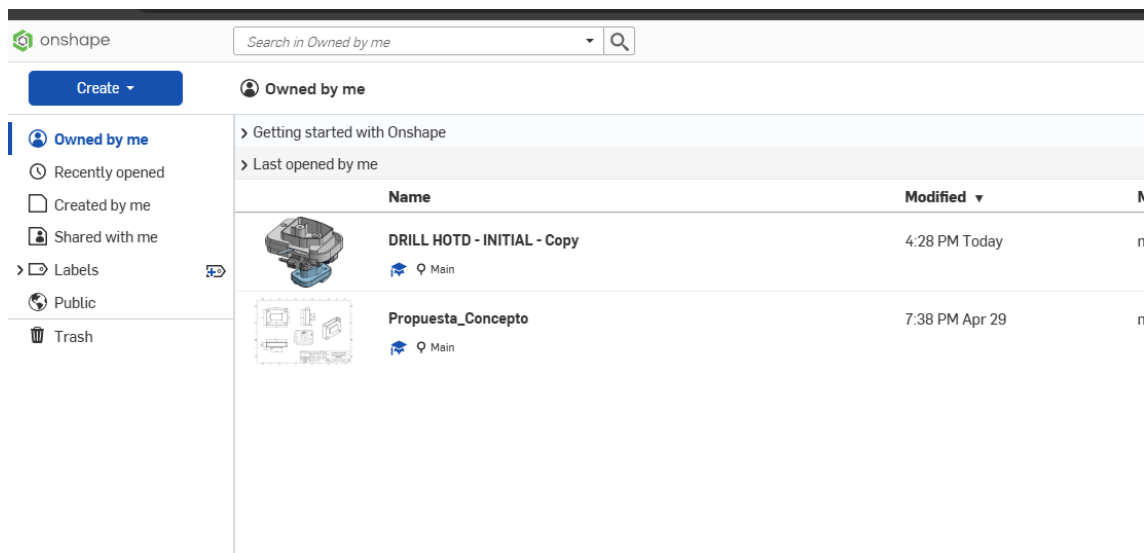 onshape
Search in Owned by me
Create
Owned by me
Owned by me
Recently opened
Created by me
Shared with me
Labels
Public
Trash
Getting started with Onshape
Last opened by me
Name Modified
DRILL HOTD - INITIAL - Copy 4:28 PM Today
Main
Propuesta_Concepto 7:38 PM Apr 29
Main